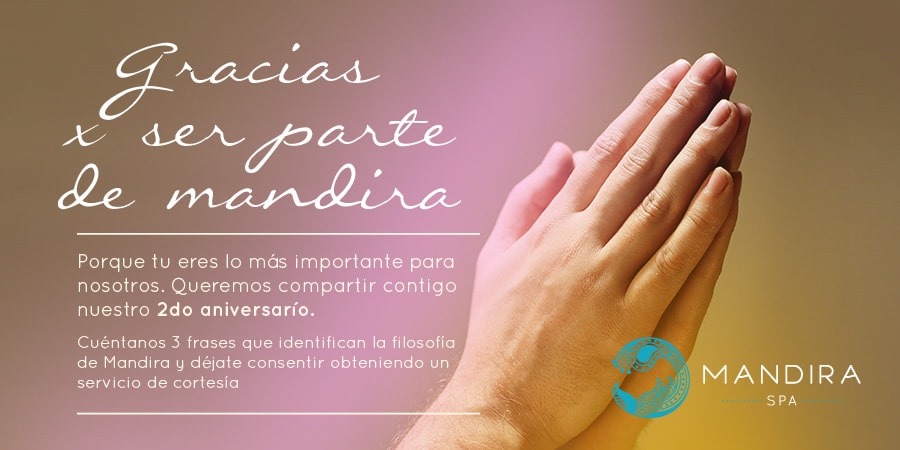 Gracias
x ser parte
de mandira
Porque tu eres lo más importante para
nosotros. Queremos compartir contigo
nuestro 2do aniversarío.
Cuéntanos 3 frases que identifican la filosofía
de Mandira y déjate consentir obteniendo un
servicio de cortesía
MANDIRA
SPA